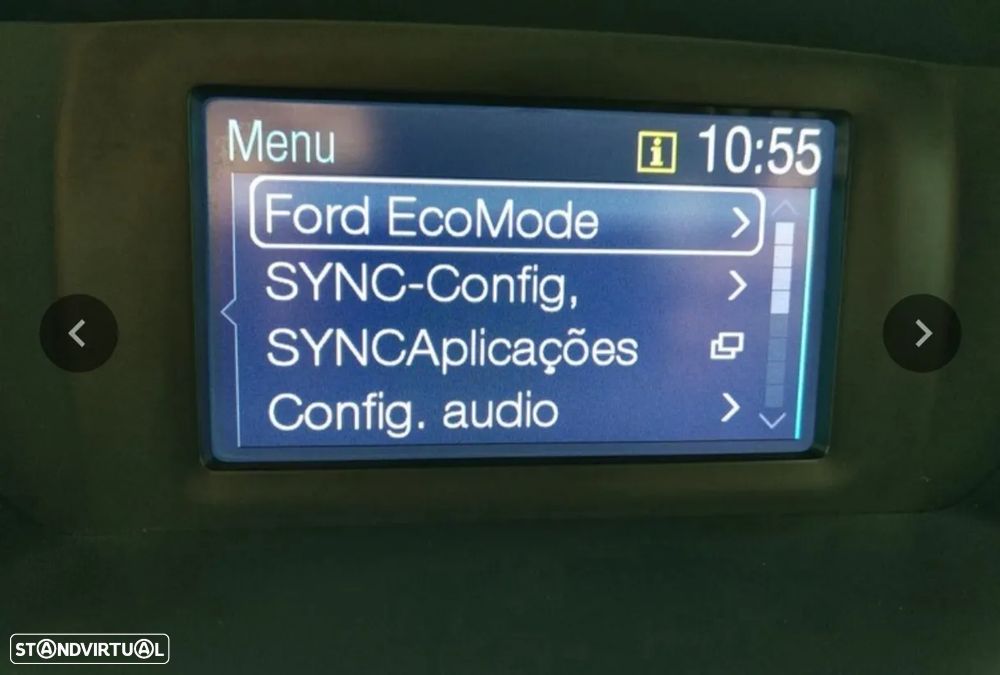 Menu
i 10:55
Ford EcoMode
SYNC-Config,
SYNCAplicações
Config. audio
STANDVIRTUAL